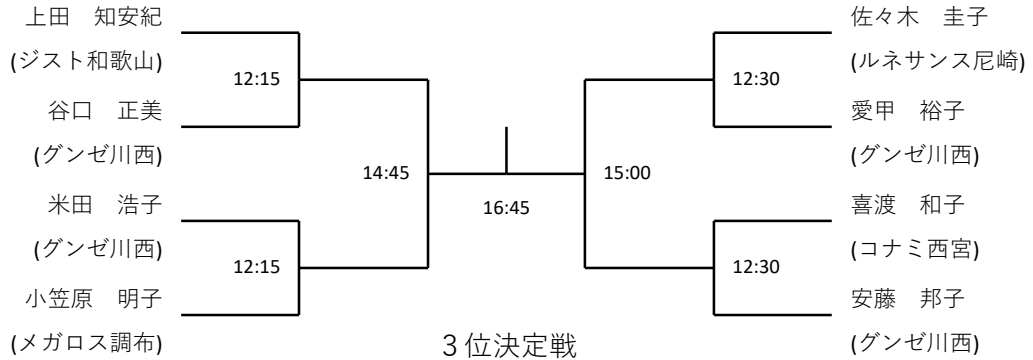 上田　知安紀
(ジスト和歌山)
12:15
谷口　正美
(グンゼ川西)
14:45
米田　浩子
(グンゼ川西)
12:15
小笠原　明子
(メガロス調布)
16:45
佐々木　圭子
(ルネサンス尼崎)
12:30
愛甲　裕子
(グンゼ川西)
15:00
喜渡　和子
(コナミ西宮)
12:30
安藤　邦子
(グンゼ川西)
３位決定戦